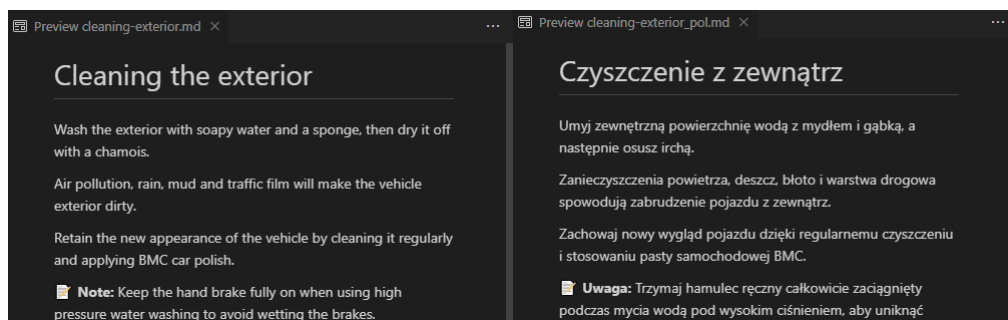 Preview cleaning-exterior.md
Cleaning the exterior
Wash the exterior with soapy water and a sponge, then dry it off
with a chamois.
Air pollution, rain, mud and traffic film will make the vehicle
exterior dirty.
Retain the new appearance of the vehicle by cleaning it regularly
and applying BMC car polish.
Note: Keep the hand brake fully on when using high
pressure water washing to avoid wetting the brakes.
Preview cleaning-exterior_pol.md
Czyszczenie z zewnątrz
Umyj zewnętrzną powierzchnię wodą z mydłem i gąbką, a
następnie osusz irchą.
Zanieczyszczenia powietrza, deszcz, błoto i warstwa drogowa
spowodują zabrudzenie pojazdu z zewnątrz.
Zachowaj nowy wygląd pojazdu dzięki regularnemu czyszczeniu
i stosowaniu pasty samochodowej BMC.
Uwaga: Trzymaj hamulec ręczny całkowicie zaciągnięty
podczas mycia wodą pod wysokim ciśnieniem, aby uniknąć